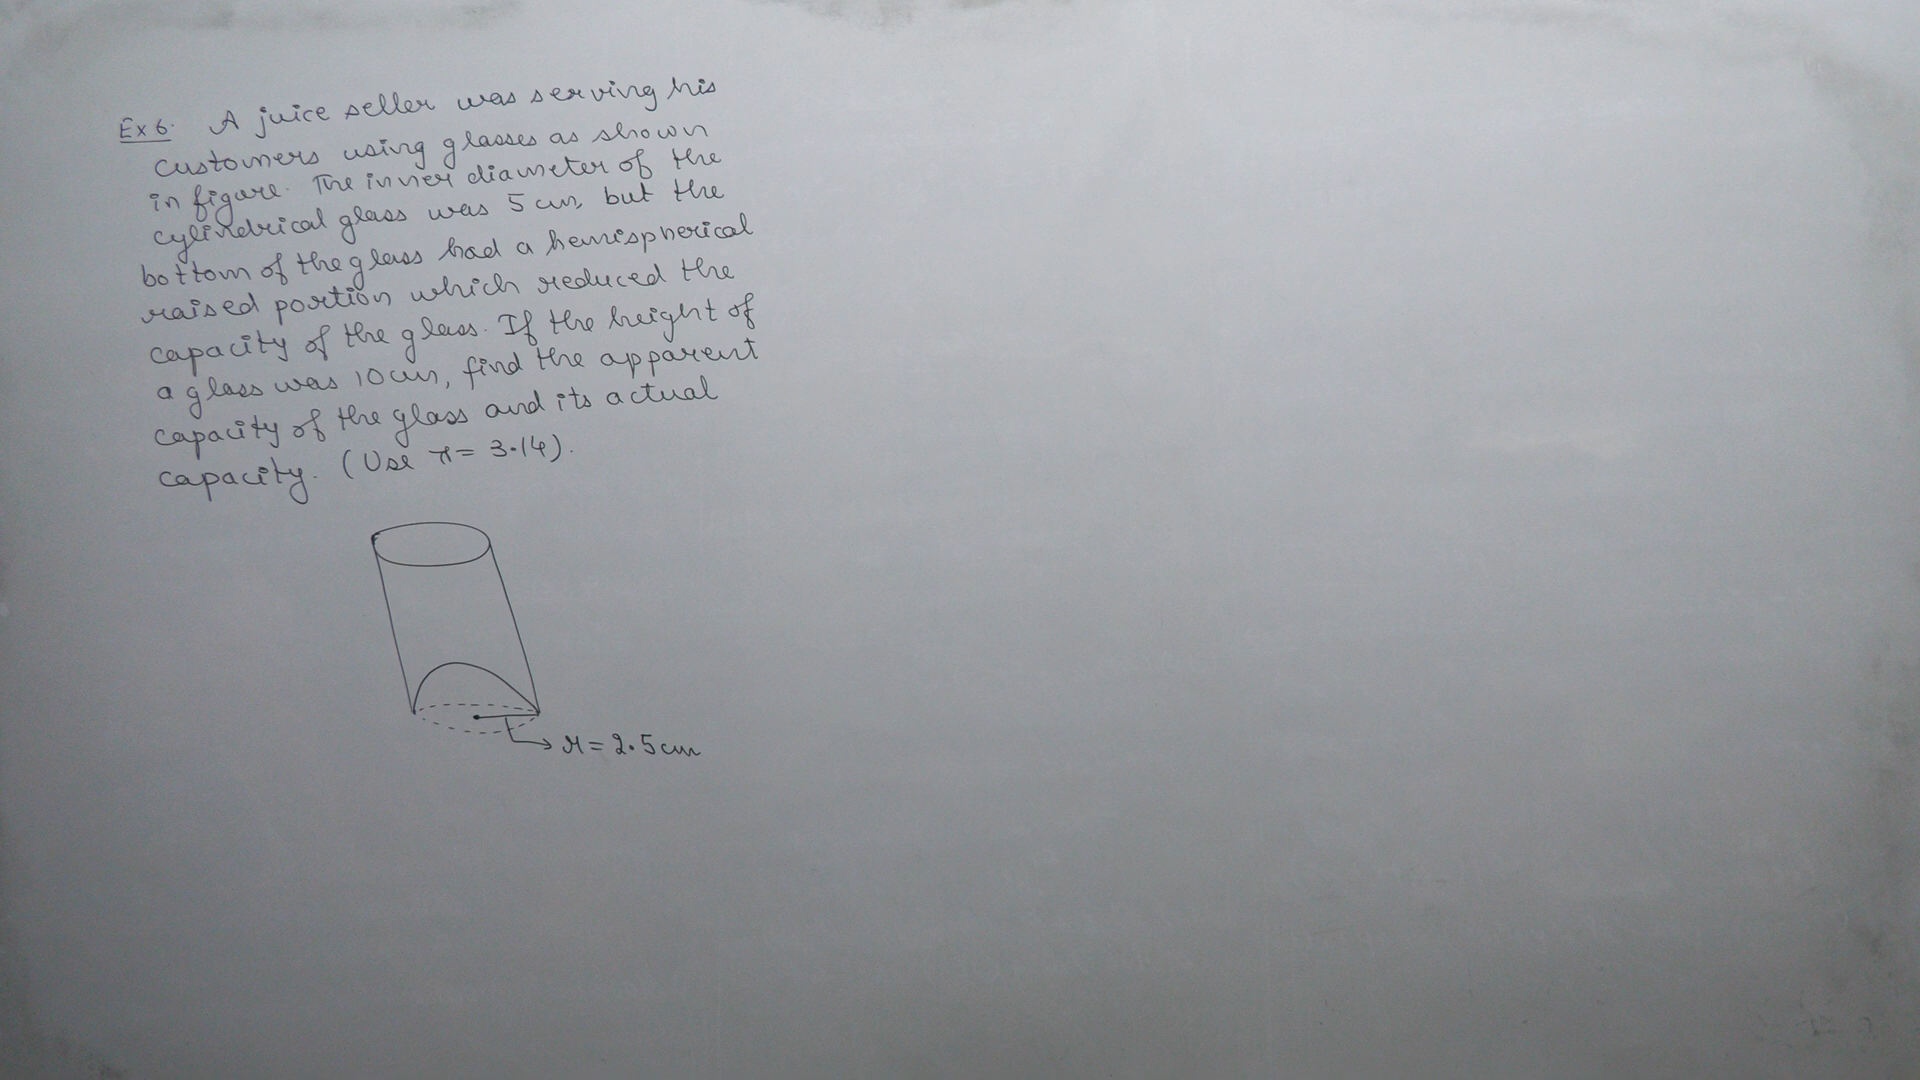 Ex 6. A juice seller was serving his
customers using glasses as shown
in figure. The inner diameter of the
cylindrical glass was 5 cm, but the
bottom of the glass had a hemispherical
raised portion which reduced the
capacity of the glass. If the height of
a glass was 10 cm, find the apparent
capacity of the glass and its actual
capacity. (Use π = 3.14).
r = 2.5 cm